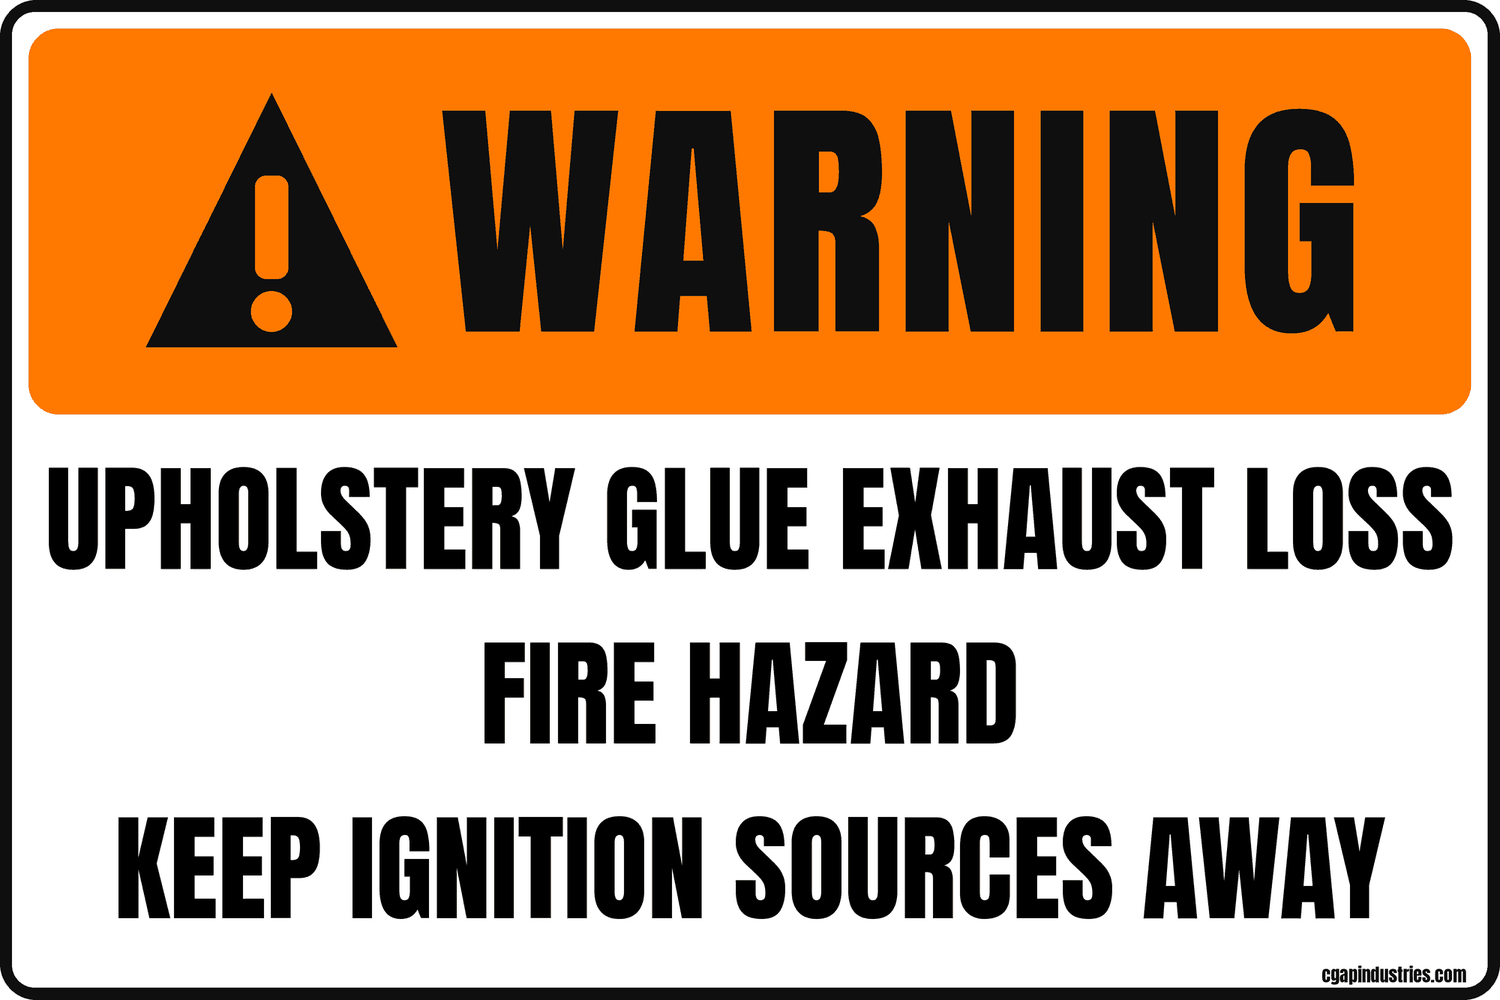 WARNING
UPHOLSTERY GLUE EXHAUST LOSS
FIRE HAZARD
KEEP IGNITION SOURCES AWAY
cgapindustries.com